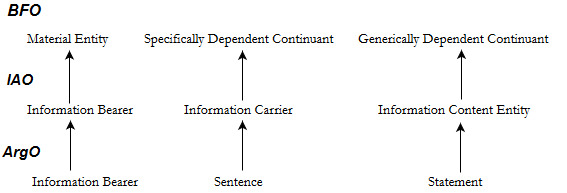 BFO
Material Entity Specifically Dependent Continuant Generically Dependent Continuant
IAO
Information Bearer Information Carrier Information Content Entity
ArgO
Information Bearer Sentence Statement